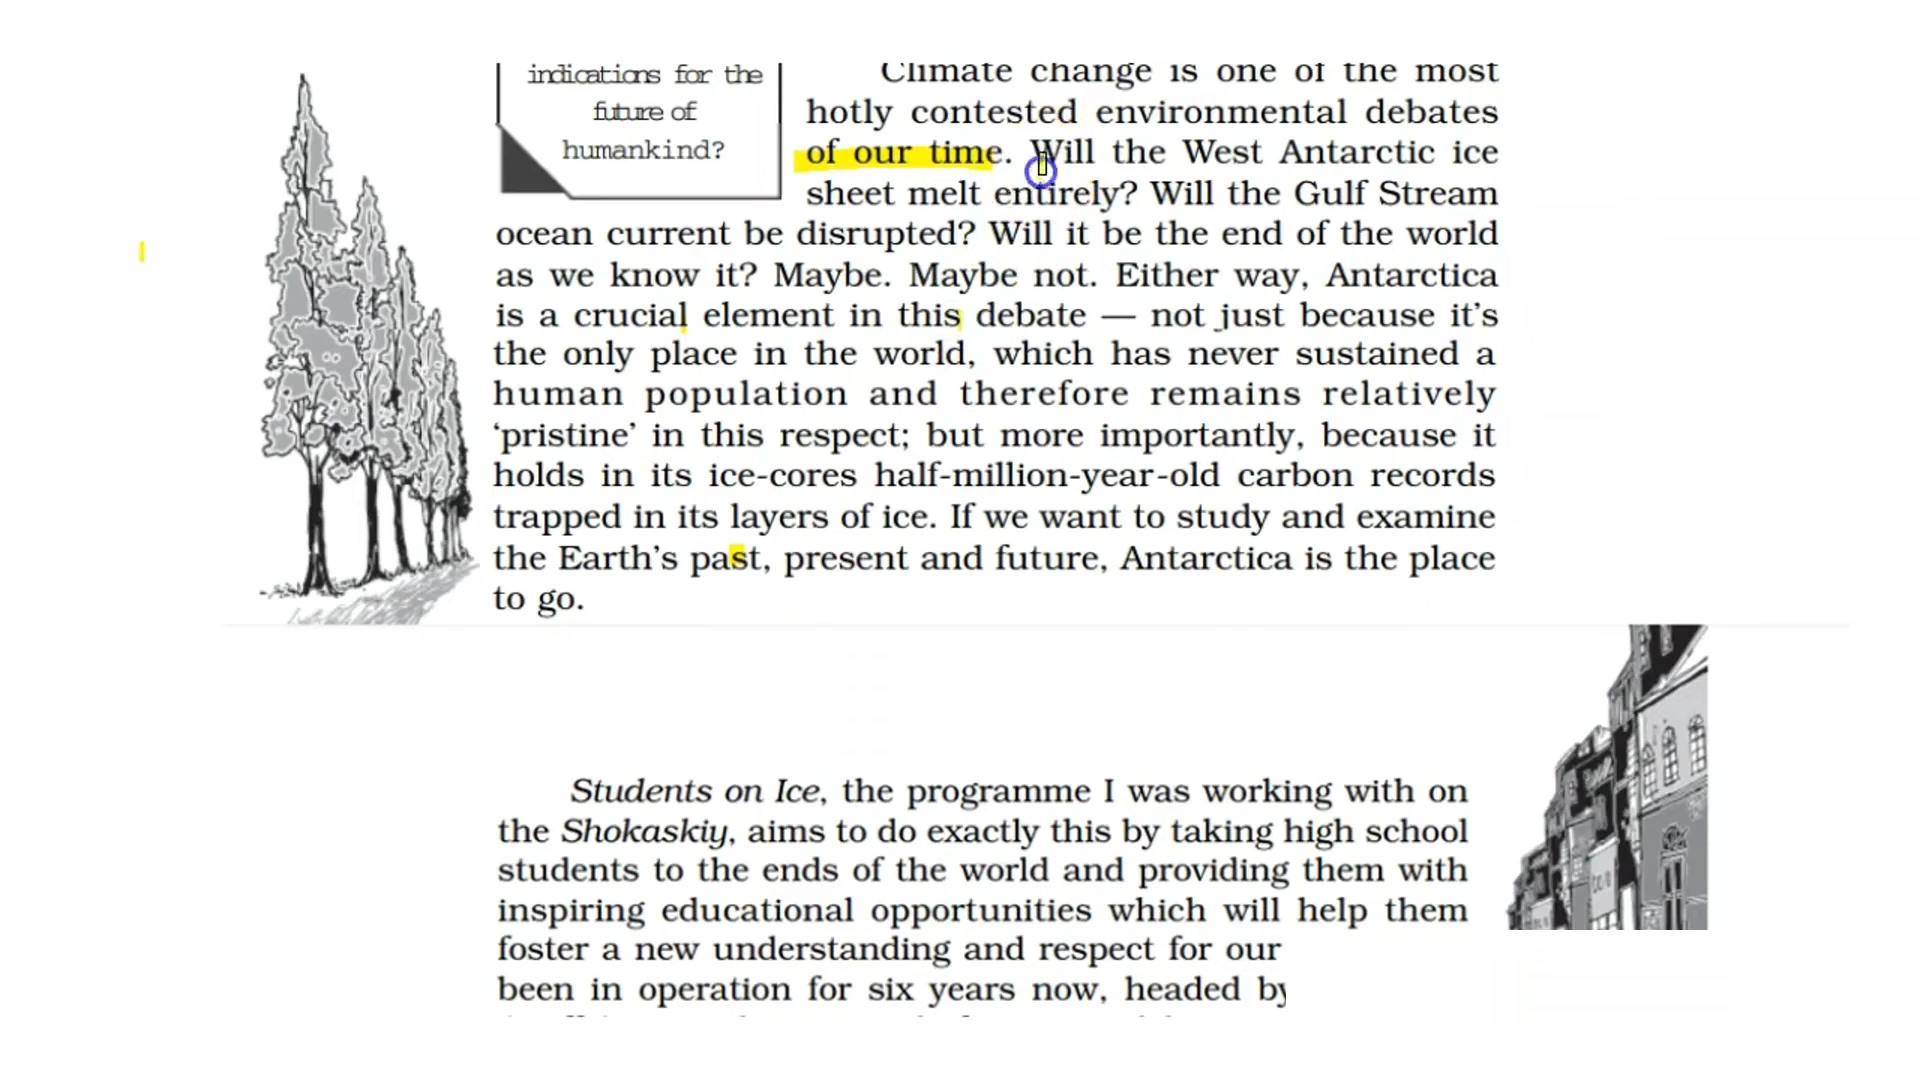 indications for the
future of
humankind?
Climate change is one of the most
hotly contested environmental debates
of our time. Will the West Antarctic ice
sheet melt entirely? Will the Gulf Stream
ocean current be disrupted? Will it be the end of the world
as we know it? Maybe. Maybe not. Either way, Antarctica
is a crucial element in this debate — not just because it’s
the only place in the world, which has never sustained a
human population and therefore remains relatively
‘pristine’ in this respect; but more importantly, because it
holds in its ice-cores half-million-year-old carbon records
trapped in its layers of ice. If we want to study and examine
the Earth’s past, present and future, Antarctica is the place
to go.
Students on Ice, the programme I was working with on
the Shokaskiy, aims to do exactly this by taking high school
students to the ends of the world and providing them with
inspiring educational opportunities which will help them
foster a new understanding and respect for our
been in operation for six years now, headed by